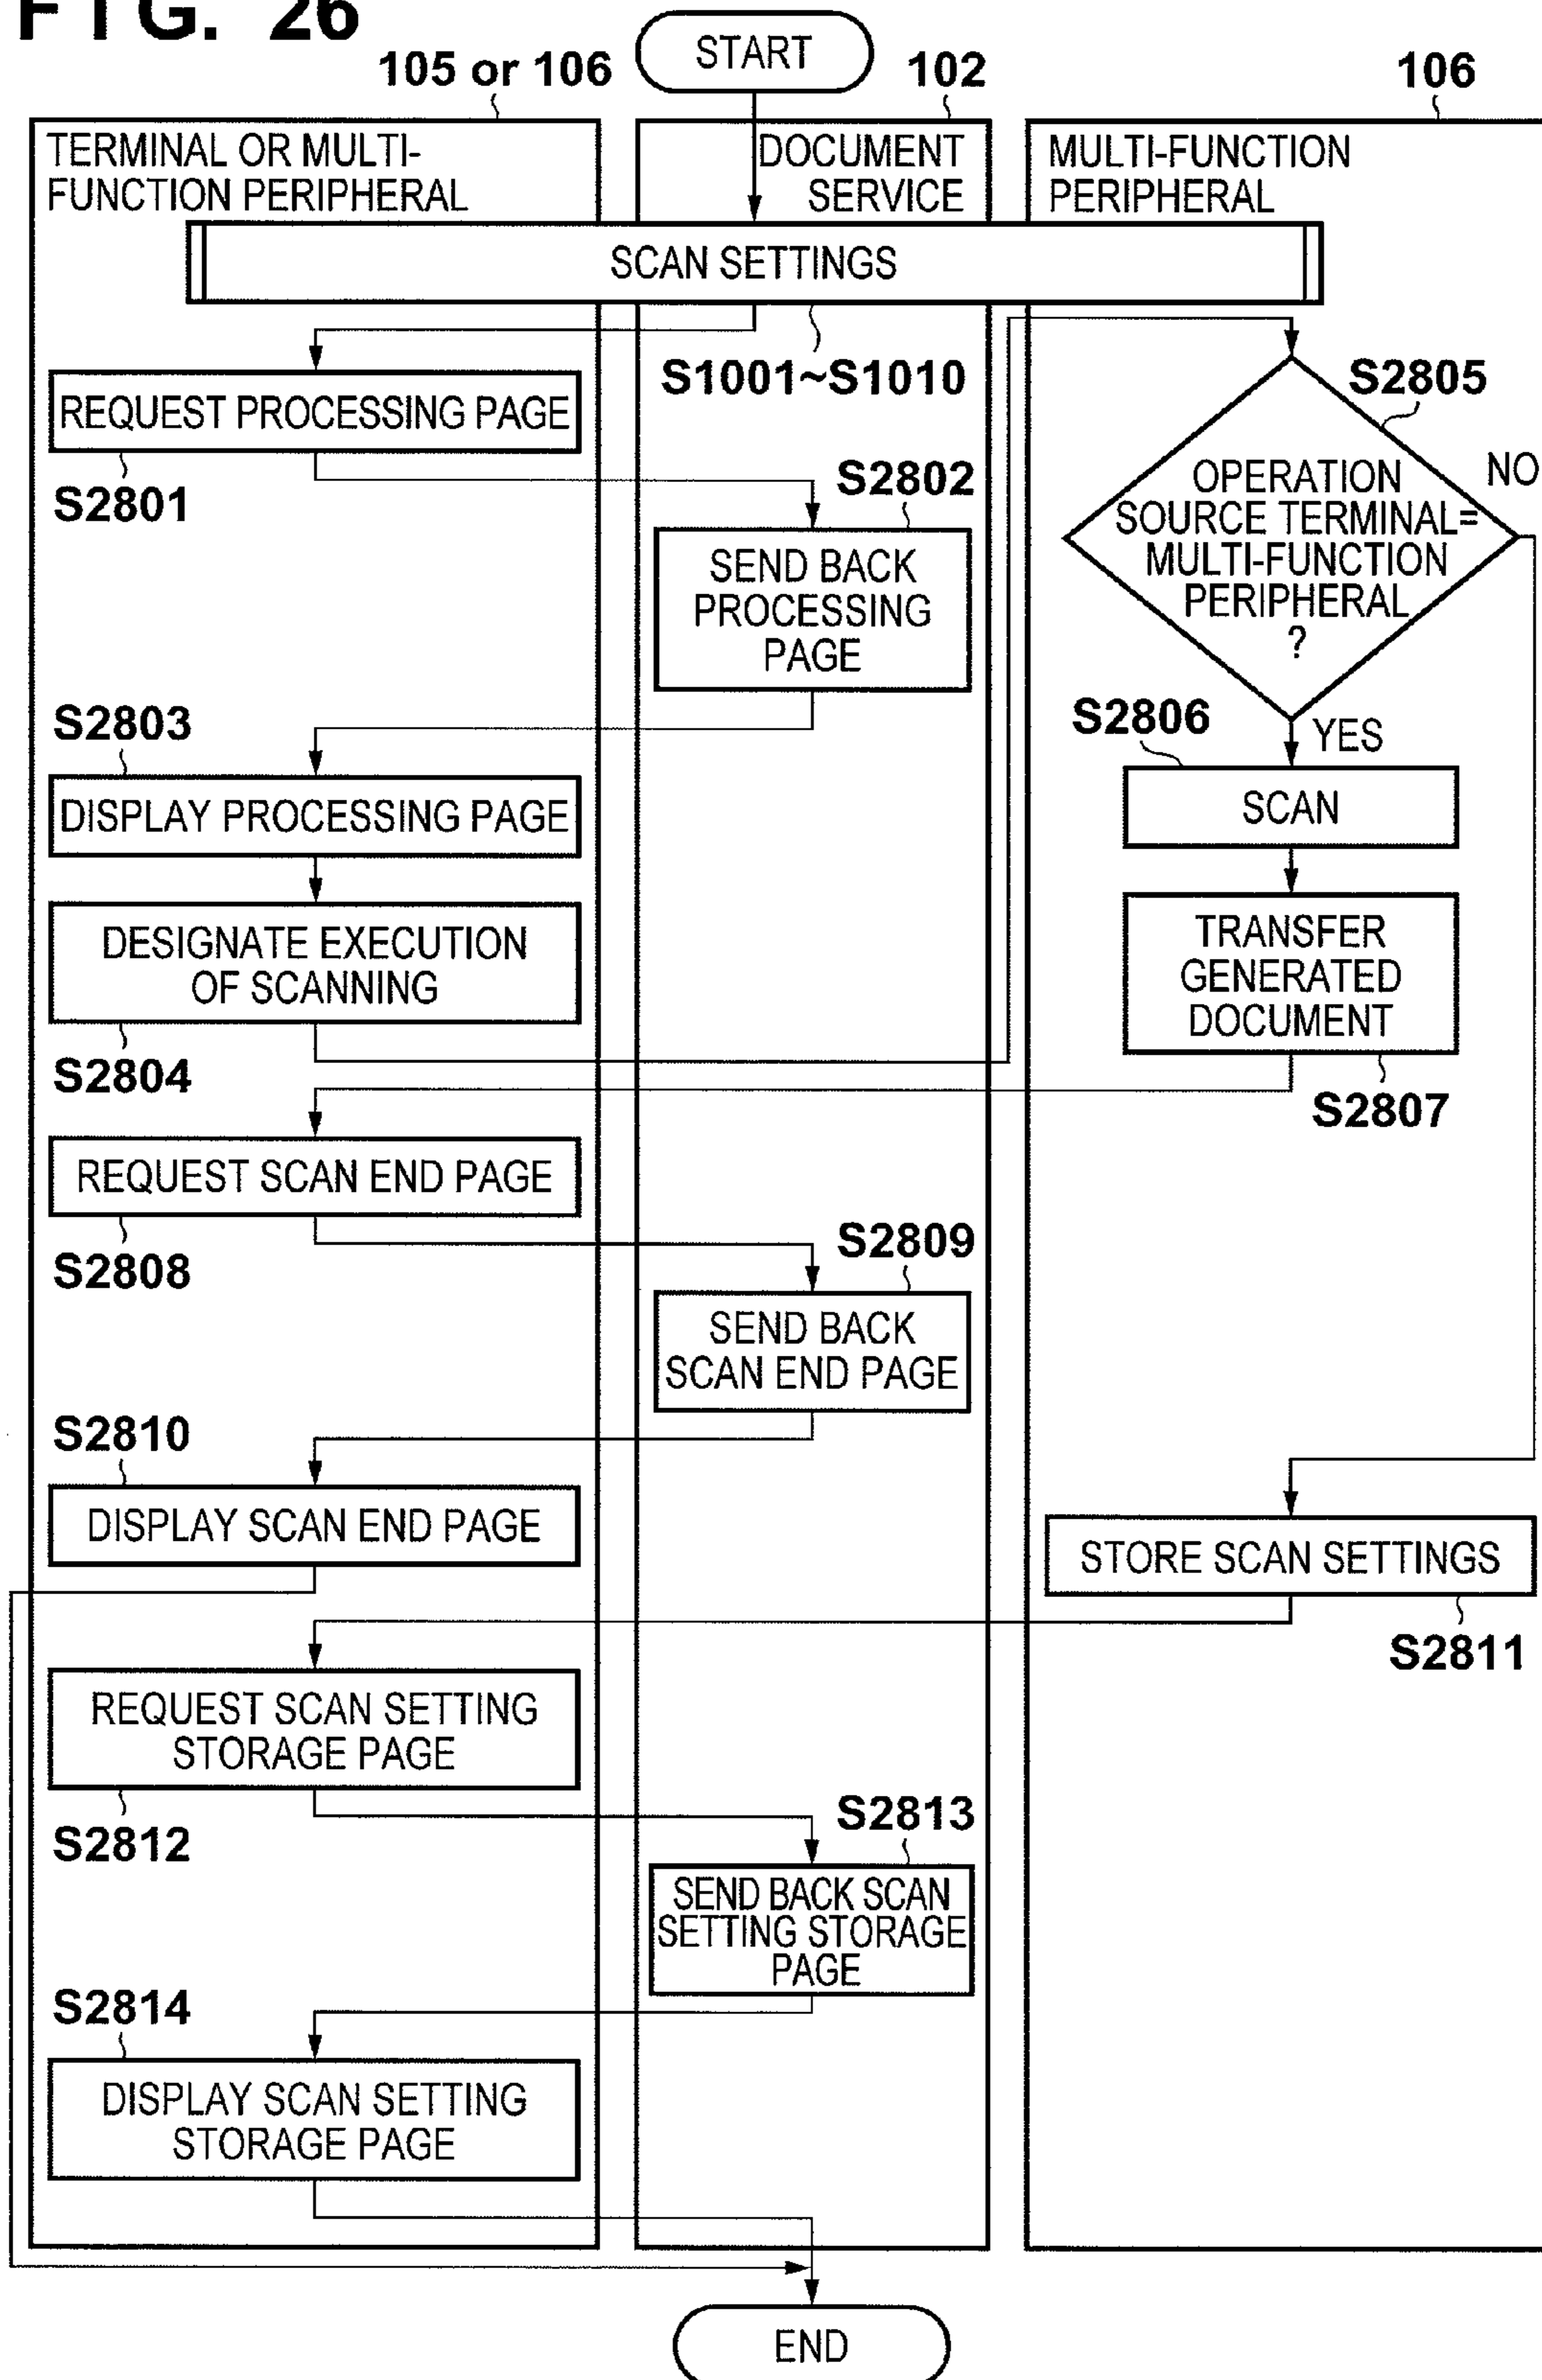 FIG. 26
START
105 or 106
102
106
TERMINAL OR MULTI-
FUNCTION PERIPHERAL
DOCUMENT
SERVICE
MULTI-FUNCTION
PERIPHERAL
SCAN SETTINGS
S1001~S1010
REQUEST PROCESSING PAGE
S2801
S2802
SEND BACK
PROCESSING
PAGE
S2803
DISPLAY PROCESSING PAGE
DESIGNATE EXECUTION
OF SCANNING
S2804
S2805
OPERATION
SOURCE TERMINAL=
MULTI-FUNCTION
PERIPHERAL
?
NO
YES
S2806
SCAN
TRANSFER
GENERATED
DOCUMENT
S2807
REQUEST SCAN END PAGE
S2808
S2809
SEND BACK
SCAN END PAGE
S2810
DISPLAY SCAN END PAGE
STORE SCAN SETTINGS
S2811
REQUEST SCAN SETTING
STORAGE PAGE
S2812
S2813
SEND BACK SCAN
SETTING STORAGE
PAGE
S2814
DISPLAY SCAN SETTING
STORAGE PAGE
END